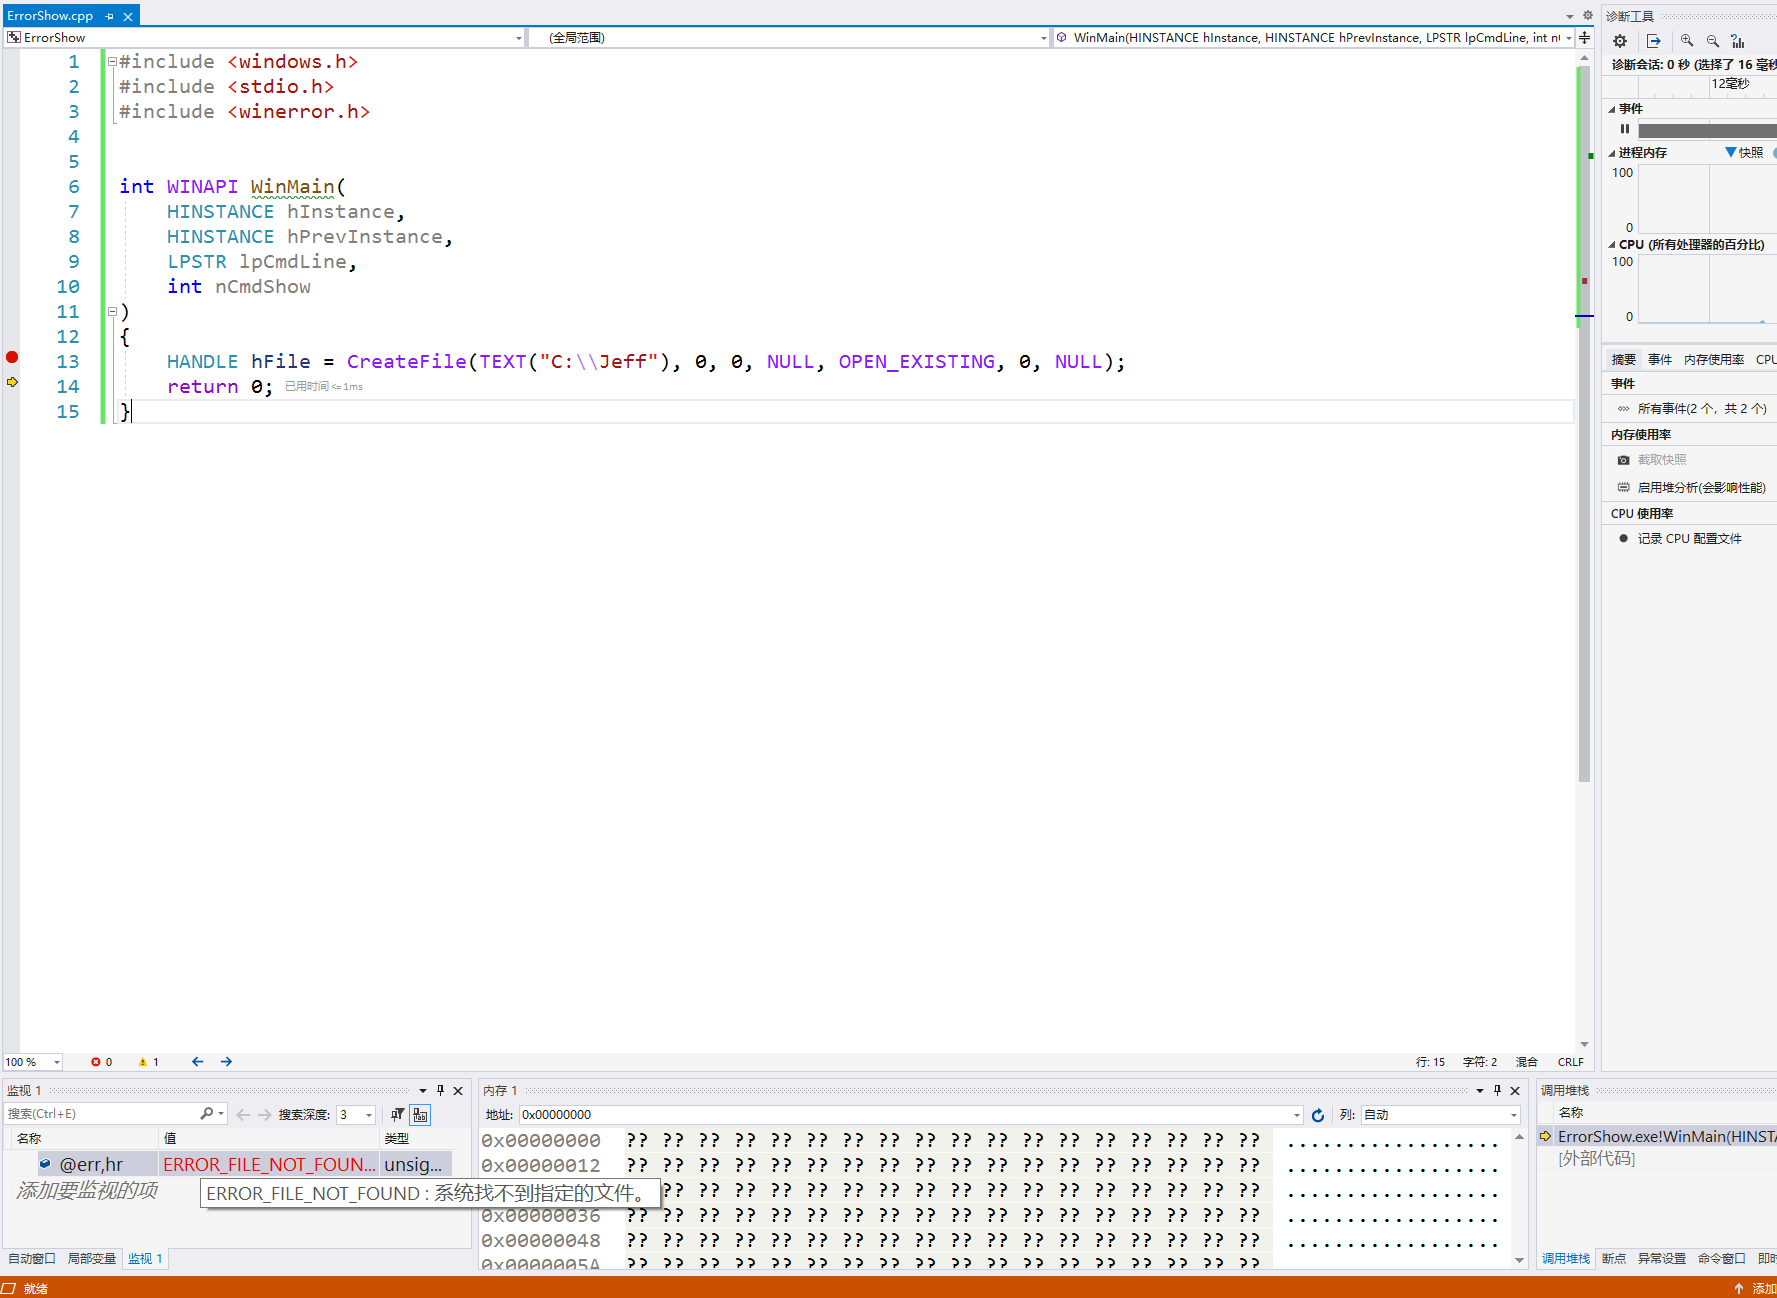 ErrorShow.cpp
ErrorShow
(全局范围)
WinMain(HINSTANCE hInstance, HINSTANCE hPrevInstance, LPSTR lpCmdLine, int n
1 #include <windows.h>
2 #include <stdio.h>
3 #include <winerror.h>
4
5
6 int WINAPI WinMain(
7 HINSTANCE hInstance,
8 HINSTANCE hPrevInstance,
9 LPSTR lpCmdLine,
10 int nCmdShow
11 )
12 {
13 HANDLE hFile = CreateFile(TEXT("C:\\Jeff"), 0, 0, NULL, OPEN_EXISTING, 0, NULL);
14 return 0; 已用时间 <= 1ms
15 }
诊断工具
诊断会话: 0 秒 (选择了 16 毫秒
12毫秒
事件
进程内存
快照
100
0
CPU (所有处理器的百分比)
100
0
摘要 事件 内存使用率 CPU
事件
所有事件(2 个，共 2 个)
内存使用率
截取快照
启用堆分析(会影响性能)
CPU 使用率
记录 CPU 配置文件
100 %
0
1
行: 15 字符: 2 混合 CRLF
监视 1
搜索(Ctrl+E)
搜索深度: 3
名称 值 类型
@err,hr ERROR_FILE_NOT_FOUN... unsig...
添加要监视的项
ERROR_FILE_NOT_FOUND : 系统找不到指定的文件。
自动窗口 局部变量 监视 1
内存 1
地址: 0x00000000
列: 自动
0x00000000 ?? ?? ?? ?? ?? ?? ?? ?? ?? ?? ?? ?? ?? ?? ?? ?? ?? ?? ..................
0x00000012 ?? ?? ?? ?? ?? ?? ?? ?? ?? ?? ?? ?? ?? ?? ?? ?? ?? ?? ..................
?? ?? ?? ?? ?? ?? ?? ?? ?? ?? ?? ?? ?? ?? ?? ?? ?? ..................
0x00000036 ?? ?? ?? ?? ?? ?? ?? ?? ?? ?? ?? ?? ?? ?? ?? ?? ?? ?? ..................
0x00000048 ?? ?? ?? ?? ?? ?? ?? ?? ?? ?? ?? ?? ?? ?? ?? ?? ?? ?? ..................
0x0000005A ?? ?? ?? ?? ?? ?? ?? ?? ?? ?? ?? ?? ?? ?? ?? ?? ?? ??
调用堆栈
名称
ErrorShow.exe!WinMain(HINSTA
[外部代码]
调用堆栈 断点 异常设置 命令窗口 即时
就绪
添加